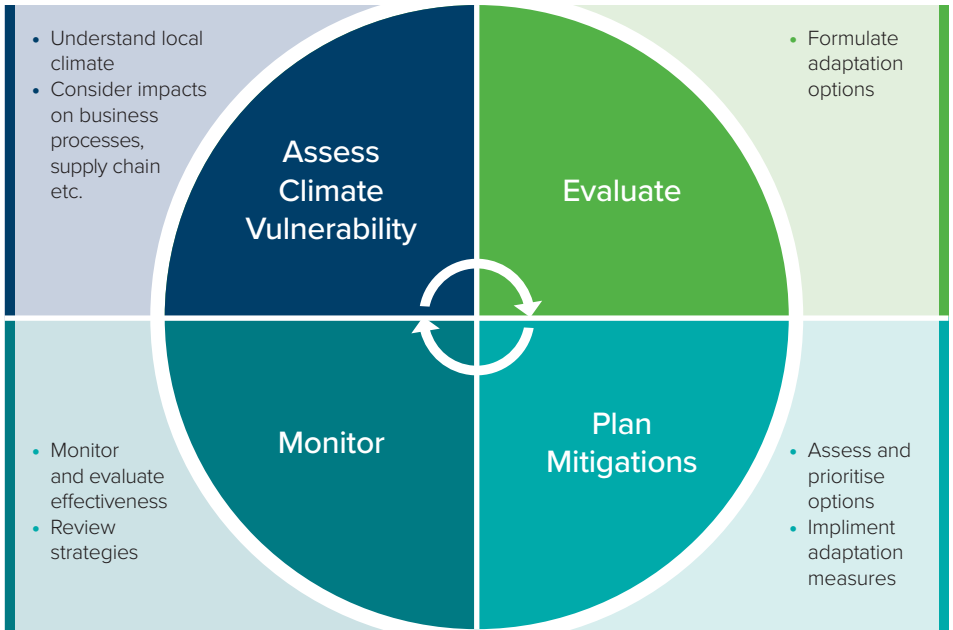 • Understand local
climate
• Consider impacts
on business
processes,
supply chain
etc.
Assess
Climate
Vulnerability
Evaluate
• Formulate
adaptation
options
• Monitor
and evaluate
effectiveness
• Review
strategies
Monitor
Plan
Mitigations
• Assess and
prioritise
options
• Impliment
adaptation
measures